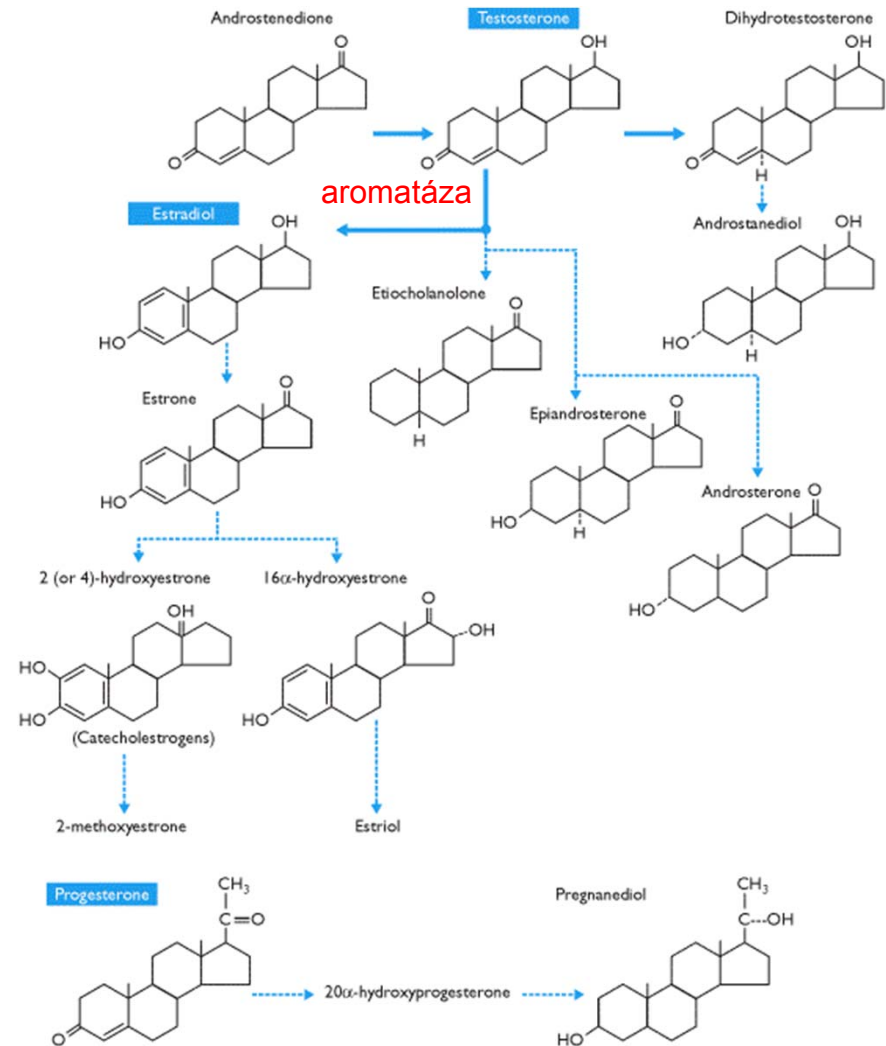 Androstenedione
Testosterone
Dihydrotestosterone
O
OH
OH
O
O
O
H
aromatáza
Estradiol
OH
Androstanediol
OH
Etiocholanolone
O
HO
HO
H
Estrone
O
Epiandrosterone
O
H
HO
Androsterone
O
HO
H
2 (or 4)-hydroxyestrone
16α-hydroxyestrone
OH
O
OH
HO
HO
HO
HO
(Catecholestrogens)
2-methoxyestrone
Estriol
Progesterone
CH3
Pregnanediol
CH3
C=O
C---OH
20α-hydroxyprogesterone
O
HO